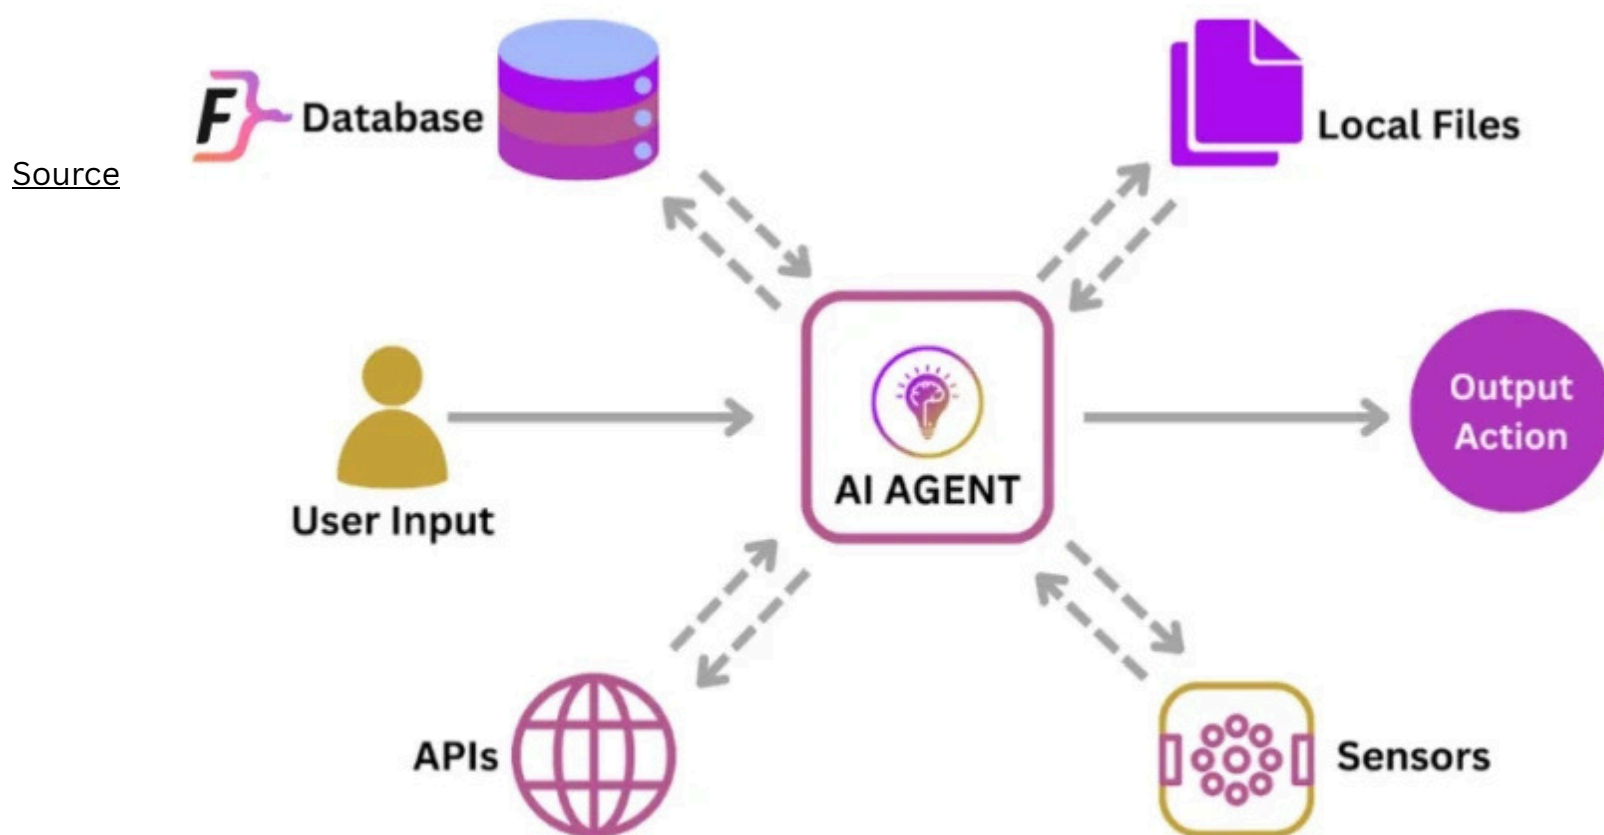 F
Database
Local Files
Source
Output
Action
AI AGENT
User Input
APIs
Sensors